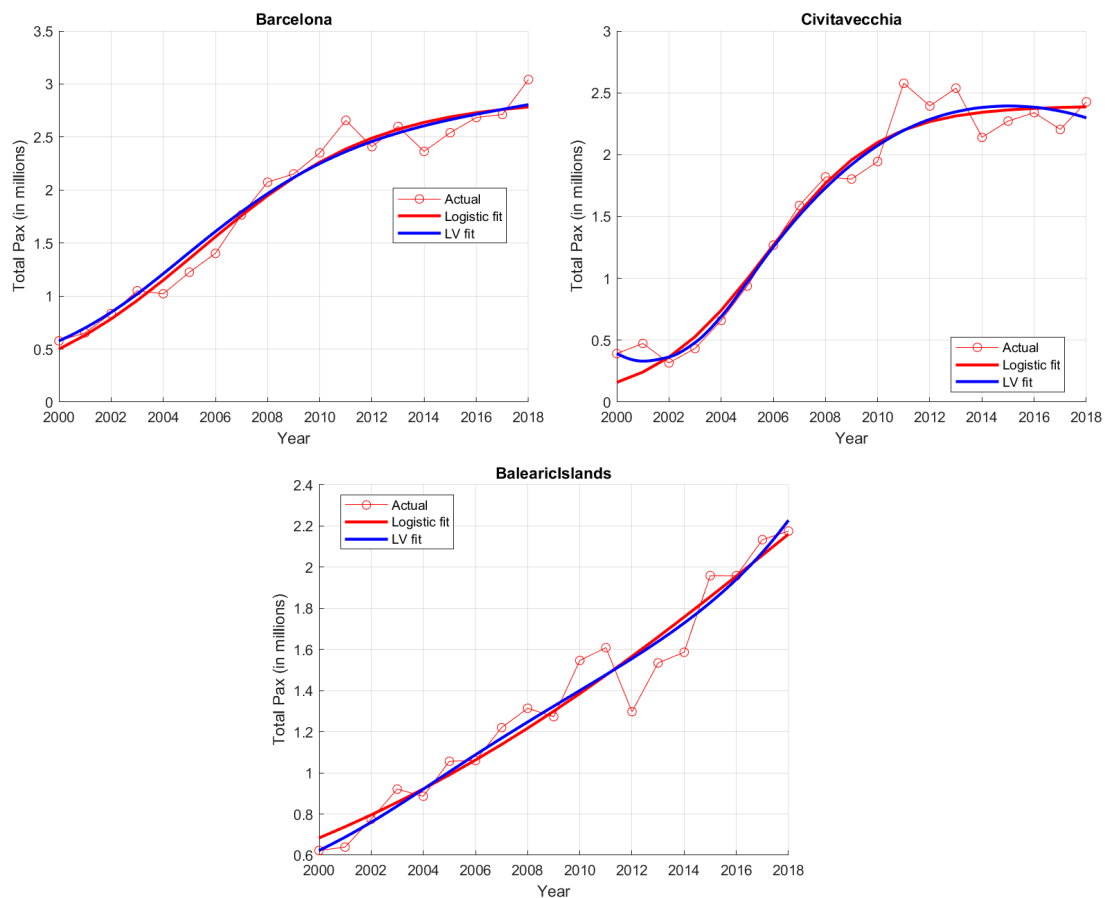 Barcelona
3.5
3
2.5
2
1.5
1
0.5
0
Total Pax (in millions)
Actual
Logistic fit
LV fit
2000 2002 2004 2006 2008 2010 2012 2014 2016 2018
Year
Civitavecchia
3
2.5
2
1.5
1
0.5
0
Total Pax (in millions)
Actual
Logistic fit
LV fit
2000 2002 2004 2006 2008 2010 2012 2014 2016 2018
Year
BalearicIslands
2.4
2.2
2
1.8
1.6
1.4
1.2
1
0.8
0.6
Total Pax (in millions)
Actual
Logistic fit
LV fit
2000 2002 2004 2006 2008 2010 2012 2014 2016 2018
Year